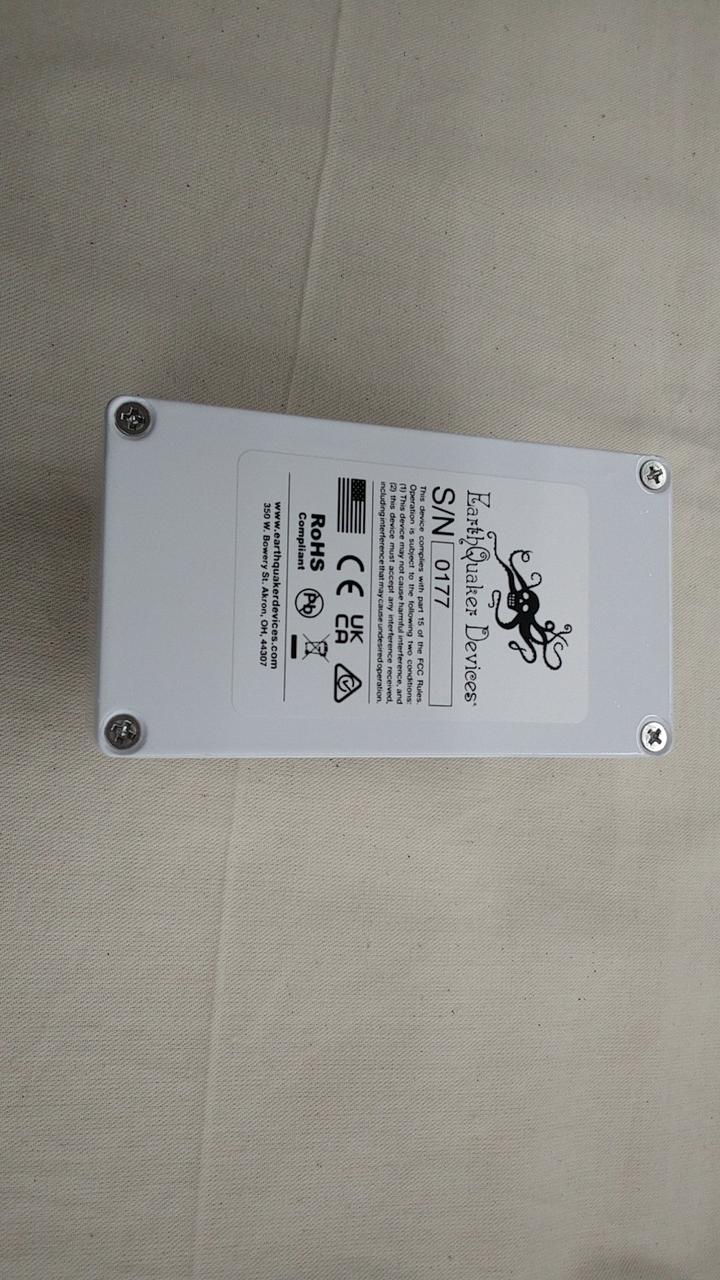 EarthQuaker Devices
S/N 0177
This device complies with part 15 of the FCC Rules.
Operation is subject to the following two conditions:
(1) This device may not cause harmful interference, and
(2) this device must accept any interference received,
including interference that may cause undesired operation.
CE UK CA
RoHS Pb
Compliant
www.earthquakerdevices.com
350 W. Bowery St. Akron, OH, 44307